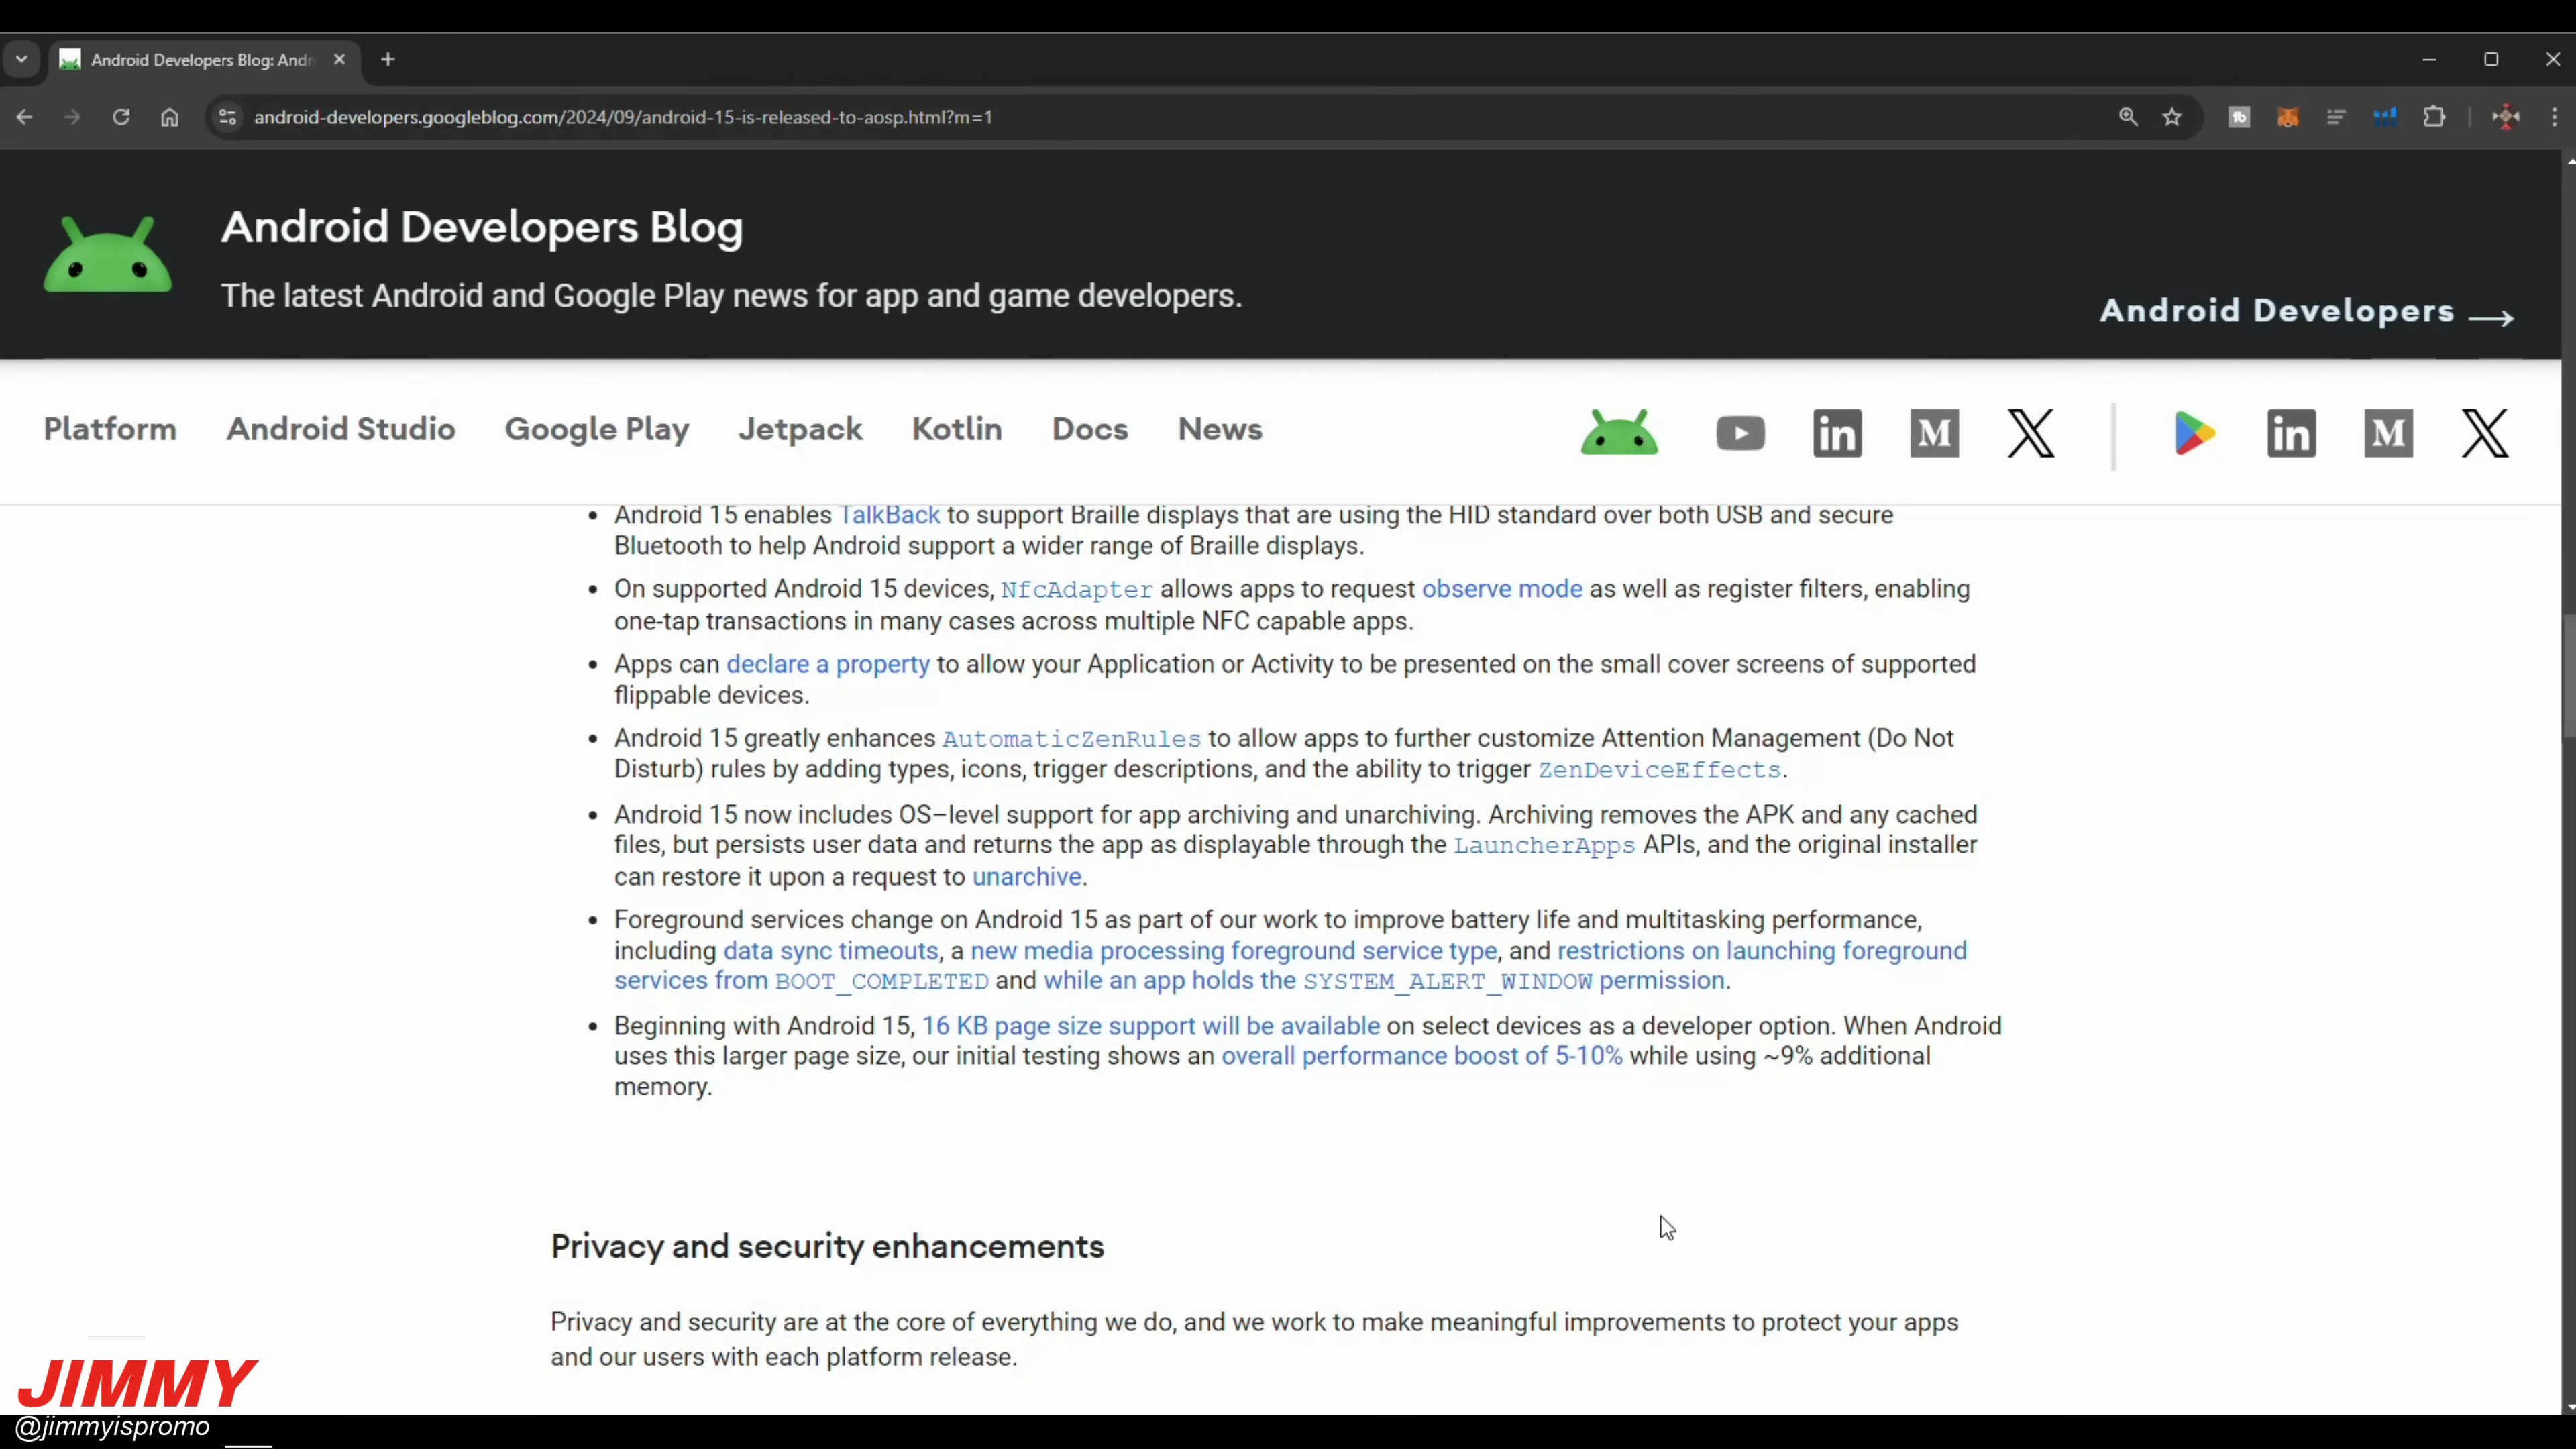 Android Developers Blog: Andr
android-developers.googleblog.com/2024/09/android-15-is-released-to-aosp.html?m=1
Android Developers Blog
The latest Android and Google Play news for app and game developers.
Android Developers
Platform Android Studio Google Play Jetpack Kotlin Docs News
Android 15 enables TalkBack to support Braille displays that are using the HID standard over both USB and secure
Bluetooth to help Android support a wider range of Braille displays.
On supported Android 15 devices, NfcAdapter allows apps to request observe mode as well as register filters, enabling
one-tap transactions in many cases across multiple NFC capable apps.
Apps can declare a property to allow your Application or Activity to be presented on the small cover screens of supported
flippable devices.
Android 15 greatly enhances AutomaticZenRules to allow apps to further customize Attention Management (Do Not
Disturb) rules by adding types, icons, trigger descriptions, and the ability to trigger ZenDeviceEffects.
Android 15 now includes OS–level support for app archiving and unarchiving. Archiving removes the APK and any cached
files, but persists user data and returns the app as displayable through the LauncherApps APIs, and the original installer
can restore it upon a request to unarchive.
Foreground services change on Android 15 as part of our work to improve battery life and multitasking performance,
including data sync timeouts, a new media processing foreground service type, and restrictions on launching foreground
services from BOOT_COMPLETED and while an app holds the SYSTEM_ALERT_WINDOW permission.
Beginning with Android 15, 16 KB page size support will be available on select devices as a developer option. When Android
uses this larger page size, our initial testing shows an overall performance boost of 5-10% while using ~9% additional
memory.
Privacy and security enhancements
Privacy and security are at the core of everything we do, and we work to make meaningful improvements to protect your apps
and our users with each platform release.
JIMMY
@jimmyispromo